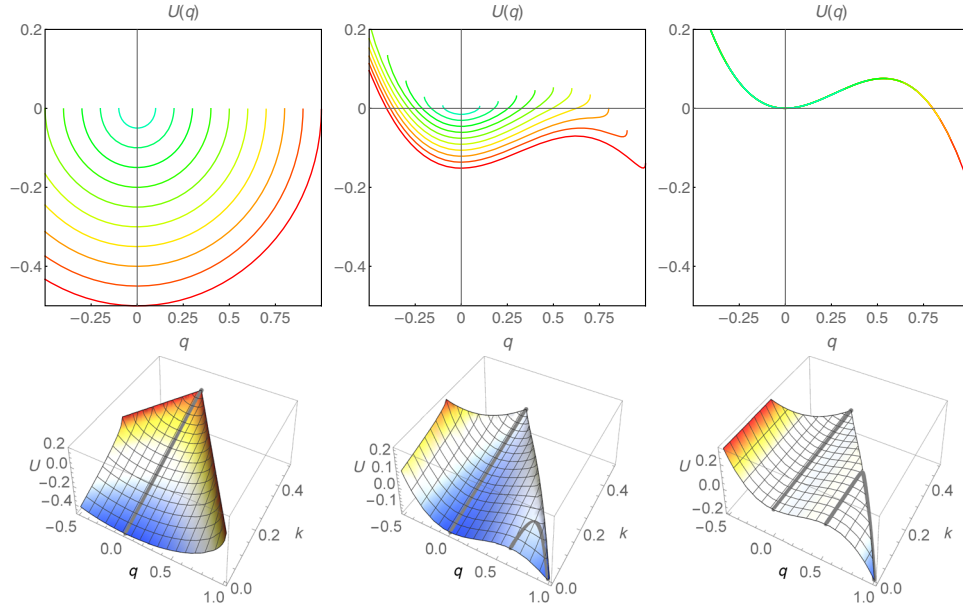 U(q) U(q) U(q)
0.2 0.2 0.2
0 0 0
−0.2 −0.2 −0.2
−0.4 −0.4 −0.4
−0.25 0 0.25 0.5 0.75 −0.25 0 0.25 0.5 0.75 −0.25 0 0.25 0.5 0.75
q q q
0.2 0.2 0.2
0.0 0.1 0.0
U −0.2 U 0.0 U −0.2
−0.4 −0.1
−0.5 −0.5 −0.5
0.0 0.0 0.0
q 0.5 q 0.5 q 0.5
1.0 1.0 1.0
0.0 0.0 0.0
0.2 k 0.2 k 0.2 k
0.4 0.4 0.4